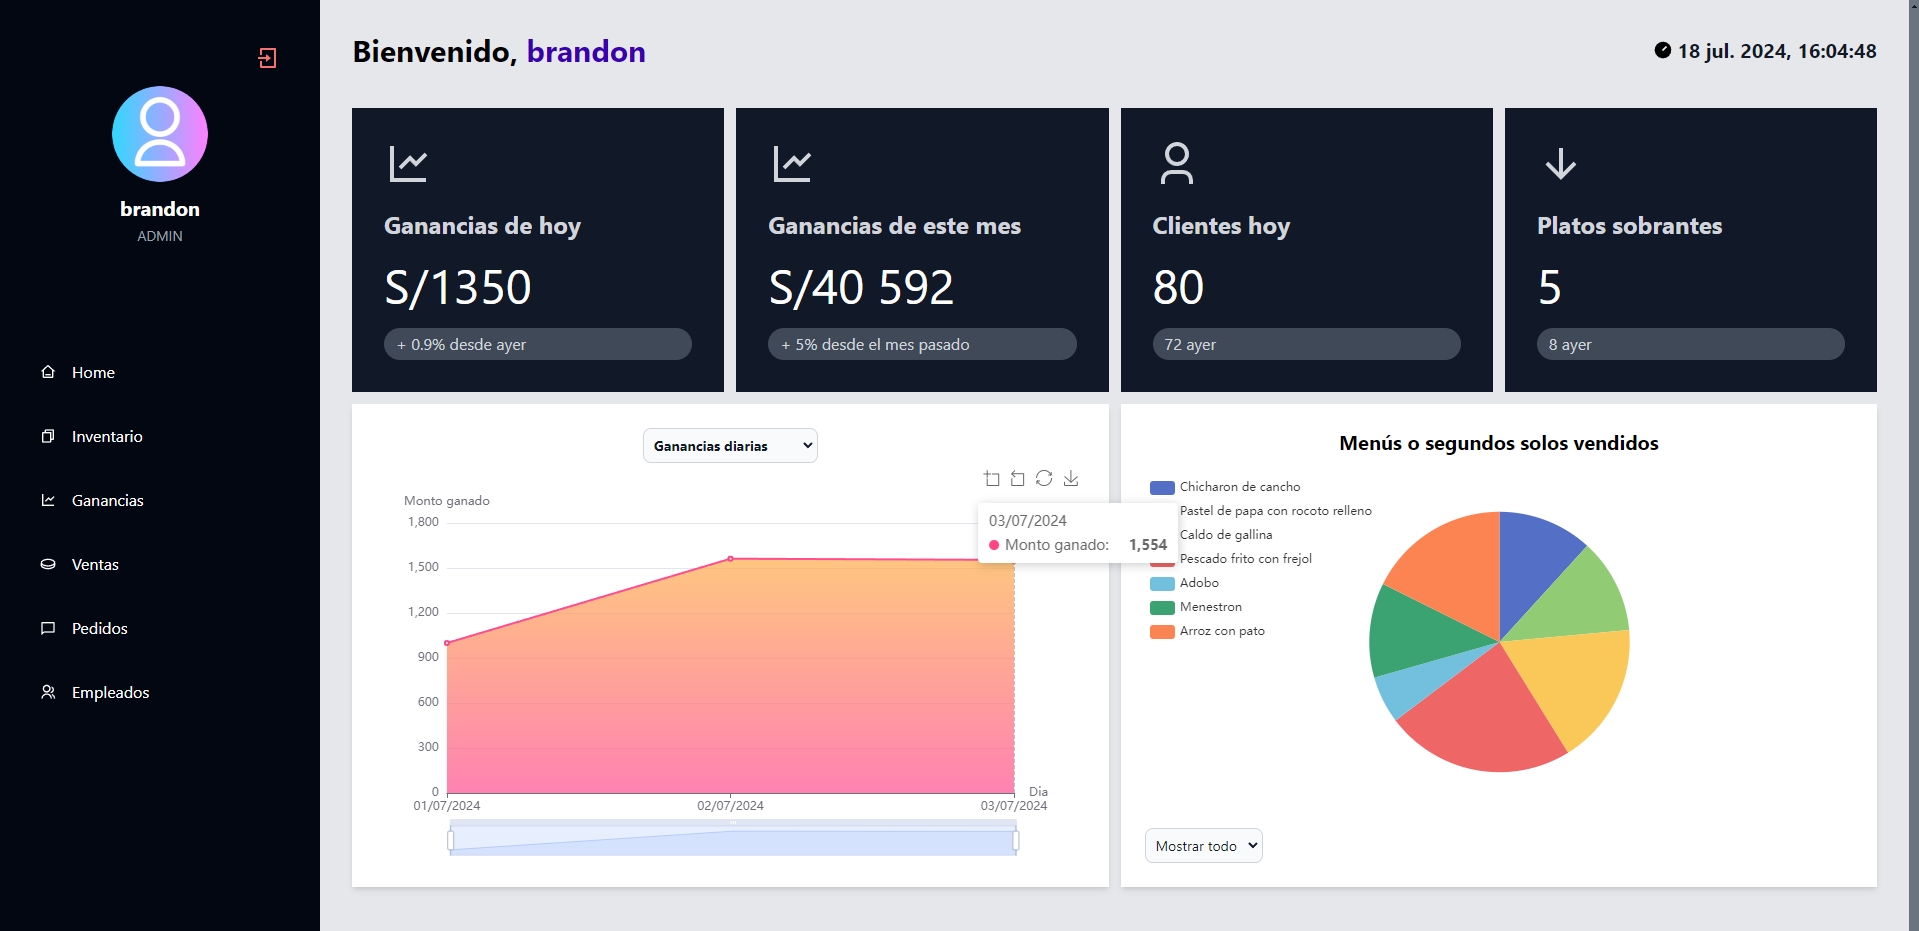 Bienvenido, brandon
18 jul. 2024, 16:04:48
brandon
ADMIN
Home
Inventario
Ganancias
Ventas
Pedidos
Empleados
Ganancias de hoy
S/1350
+ 0.9% desde ayer
Ganancias de este mes
S/40 592
+ 5% desde el mes pasado
Clientes hoy
80
72 ayer
Platos sobrantes
5
8 ayer
Ganancias diarias
Monto ganado
1,800
1,500
1,200
900
600
300
0
01/07/2024
02/07/2024
03/07/2024
Dia
03/07/2024
Monto ganado: 1,554
Menús o segundos solos vendidos
Chicharon de cancho
Pastel de papa con rocoto relleno
Caldo de gallina
Pescado frito con frejol
Adobo
Menestron
Arroz con pato
Mostrar todo